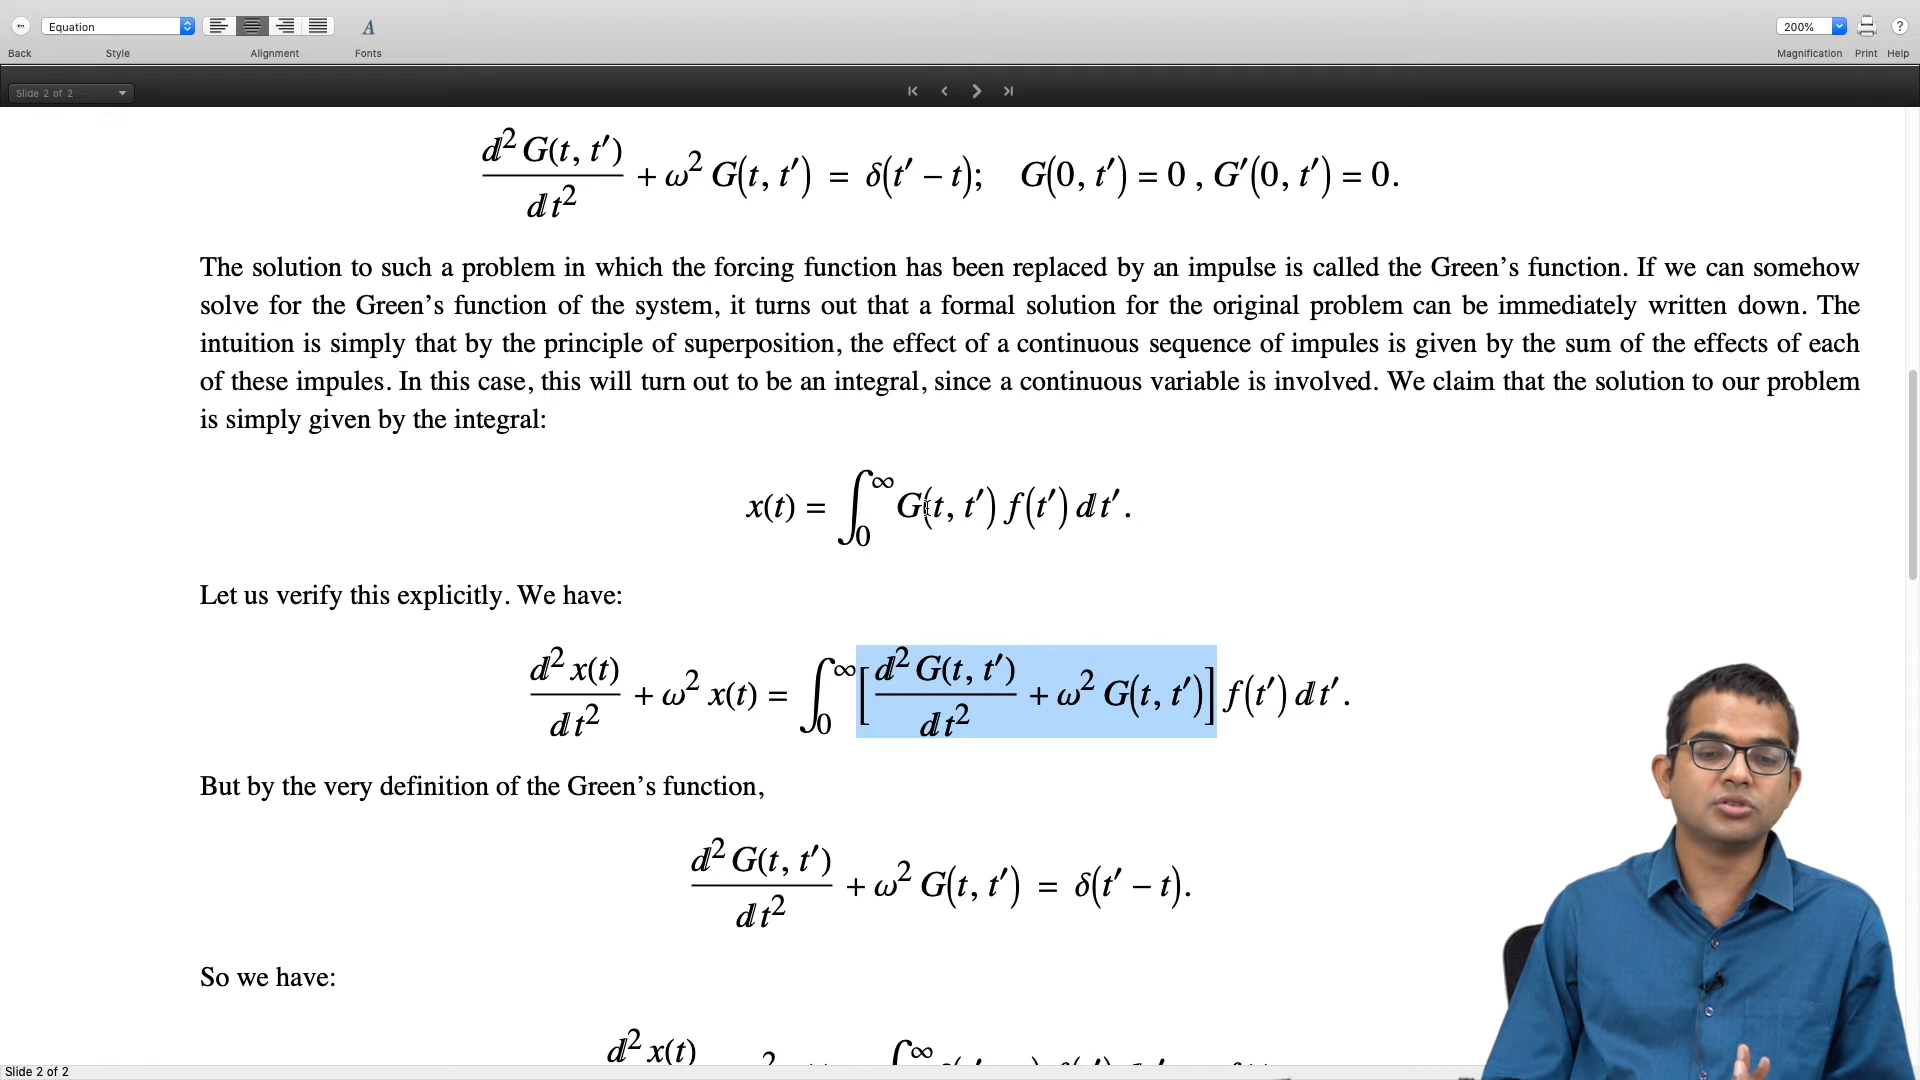 Equation
200%
Back Style Alignment Fonts Magnification Print Help
Slide 2 of 2
d² G(t, t′) / dt² + ω² G(t, t′) = δ(t′ − t); G(0, t′) = 0 , G′(0, t′) = 0.
The solution to such a problem in which the forcing function has been replaced by an impulse is called the Green’s function. If we can somehow
solve for the Green’s function of the system, it turns out that a formal solution for the original problem can be immediately written down. The
intuition is simply that by the principle of superposition, the effect of a continuous sequence of impules is given by the sum of the effects of each
of these impules. In this case, this will turn out to be an integral, since a continuous variable is involved. We claim that the solution to our problem
is simply given by the integral:
x(t) = ∫₀^∞ G(t, t′) f(t′) dt′.
Let us verify this explicitly. We have:
d² x(t) / dt² + ω² x(t) = ∫₀^∞ [d² G(t, t′) / dt² + ω² G(t, t′)] f(t′) dt′.
But by the very definition of the Green’s function,
d² G(t, t′) / dt² + ω² G(t, t′) = δ(t′ − t).
So we have:
d² x(t)
Slide 2 of 2